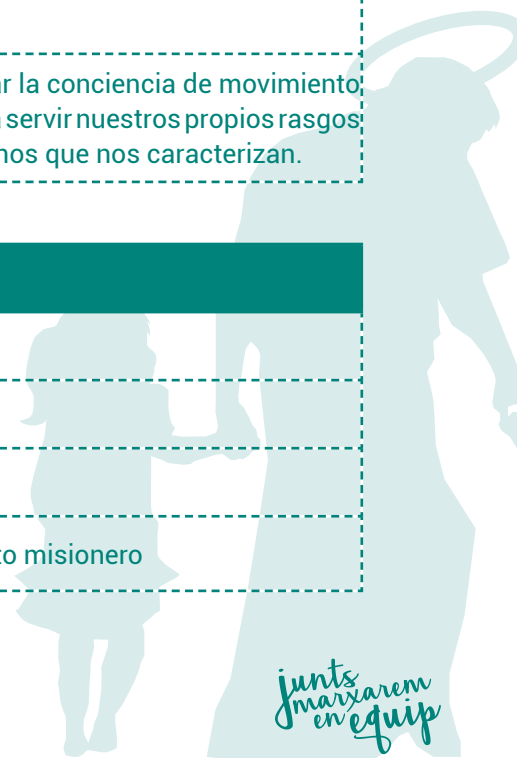 r la conciencia de movimiento
servir nuestros propios rasgos
nos que nos caracterizan.
to misionero
junts
marxarem
en equip